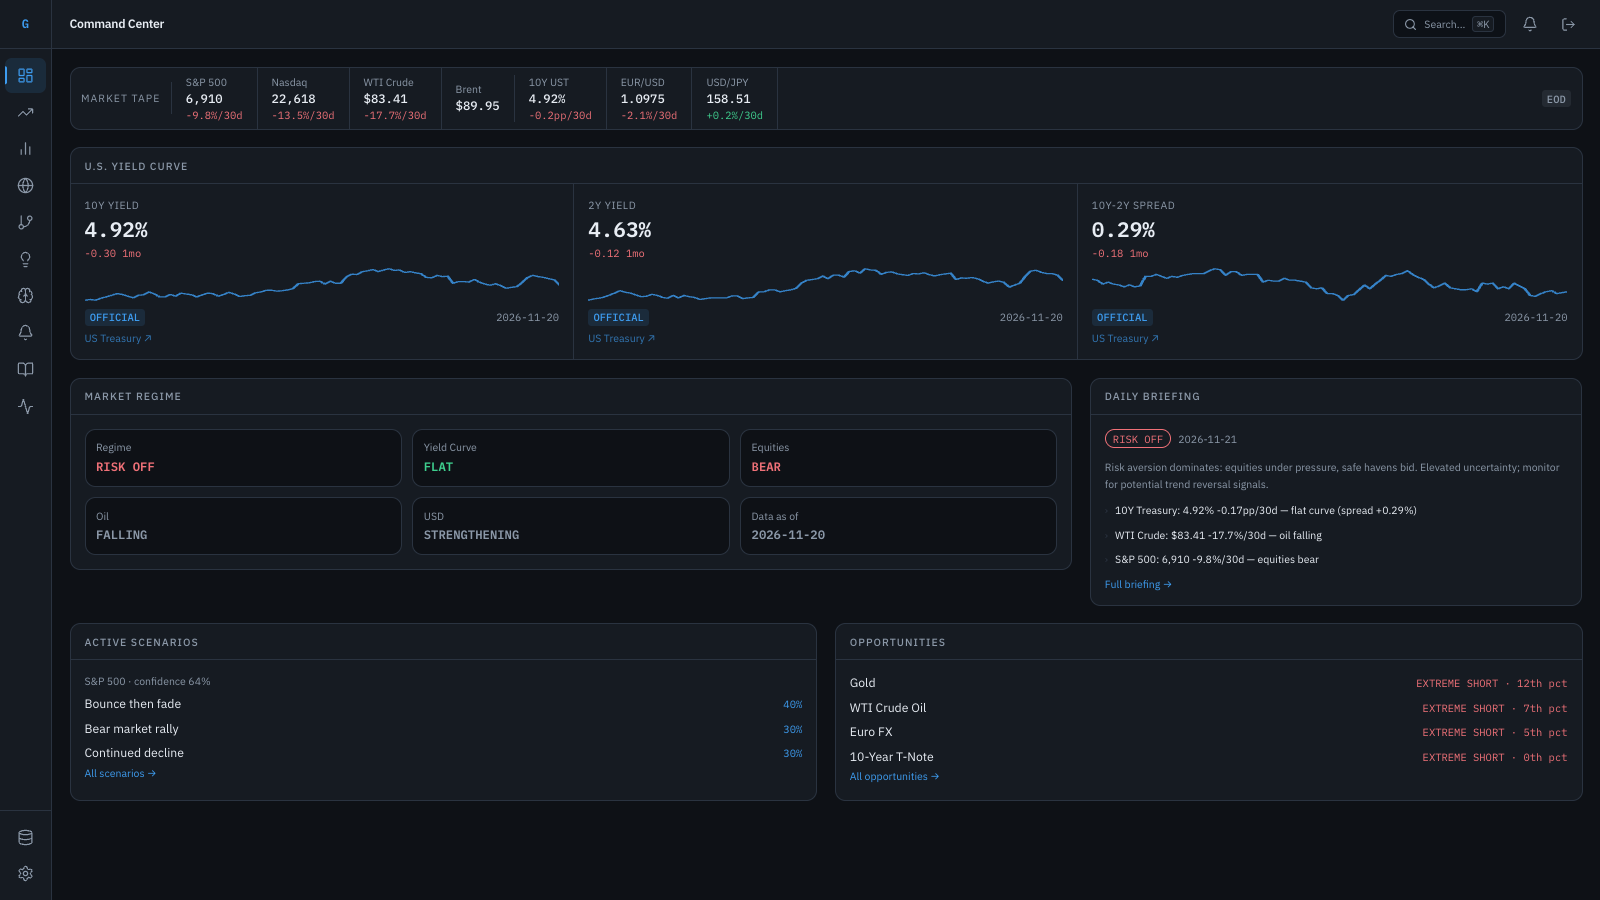 G
Command Center
Search... ⌘K
MARKET TAPE
S&P 500
6,910
-9.8%/30d
Nasdaq
22,618
-13.5%/30d
WTI Crude
$83.41
-17.7%/30d
Brent
$89.95
10Y UST
4.92%
-0.2pp/30d
EUR/USD
1.0975
-2.1%/30d
USD/JPY
158.51
+0.2%/30d
EOD
U.S. YIELD CURVE
10Y YIELD
4.92%
-0.30 1mo
OFFICIAL 2026-11-20
US Treasury ↗
2Y YIELD
4.63%
-0.12 1mo
OFFICIAL 2026-11-20
US Treasury ↗
10Y-2Y SPREAD
0.29%
-0.18 1mo
OFFICIAL 2026-11-20
US Treasury ↗
MARKET REGIME
Regime
RISK OFF
Yield Curve
FLAT
Equities
BEAR
Oil
FALLING
USD
STRENGTHENING
Data as of
2026-11-20
DAILY BRIEFING
RISK OFF 2026-11-21
Risk aversion dominates: equities under pressure, safe havens bid. Elevated uncertainty; monitor
for potential trend reversal signals.
10Y Treasury: 4.92% -0.17pp/30d — flat curve (spread +0.29%)
WTI Crude: $83.41 -17.7%/30d — oil falling
S&P 500: 6,910 -9.8%/30d — equities bear
Full briefing →
ACTIVE SCENARIOS
S&P 500 · confidence 64%
Bounce then fade 40%
Bear market rally 30%
Continued decline 30%
All scenarios →
OPPORTUNITIES
Gold EXTREME SHORT · 12th pct
WTI Crude Oil EXTREME SHORT · 7th pct
Euro FX EXTREME SHORT · 5th pct
10-Year T-Note EXTREME SHORT · 0th pct
All opportunities →